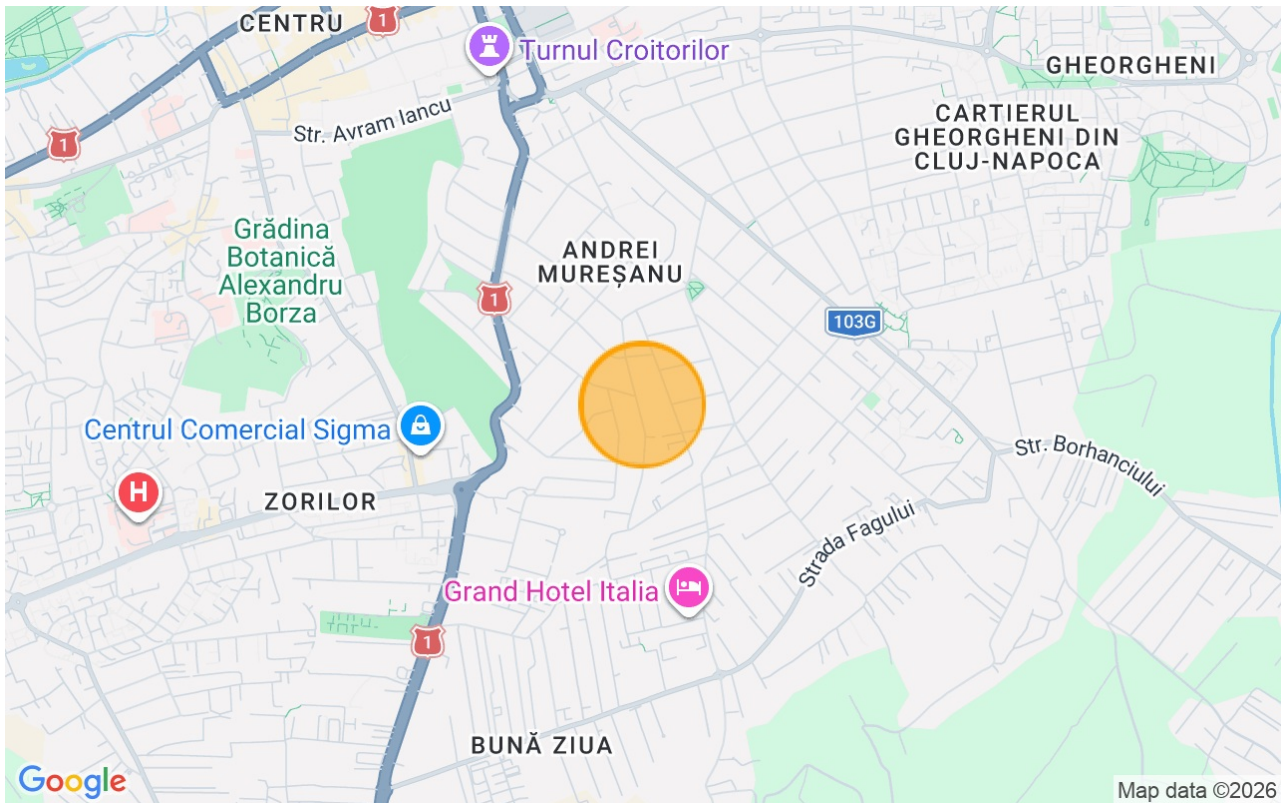 CENTRU
1
Turnul Croitorilor
GHEORGHENI
Str. Avram Iancu
CARTIERUL
GHEORGHENI DIN
CLUJ-NAPOCA
1
Grădina
Botanică
Alexandru
Borza
ANDREI
MUREȘANU
1
103G
Centrul Comercial Sigma
Str. Borhanciului
H
ZORILOR
Strada Fagului
Grand Hotel Italia
1
BUNĂ ZIUA
Google
Map data ©2026